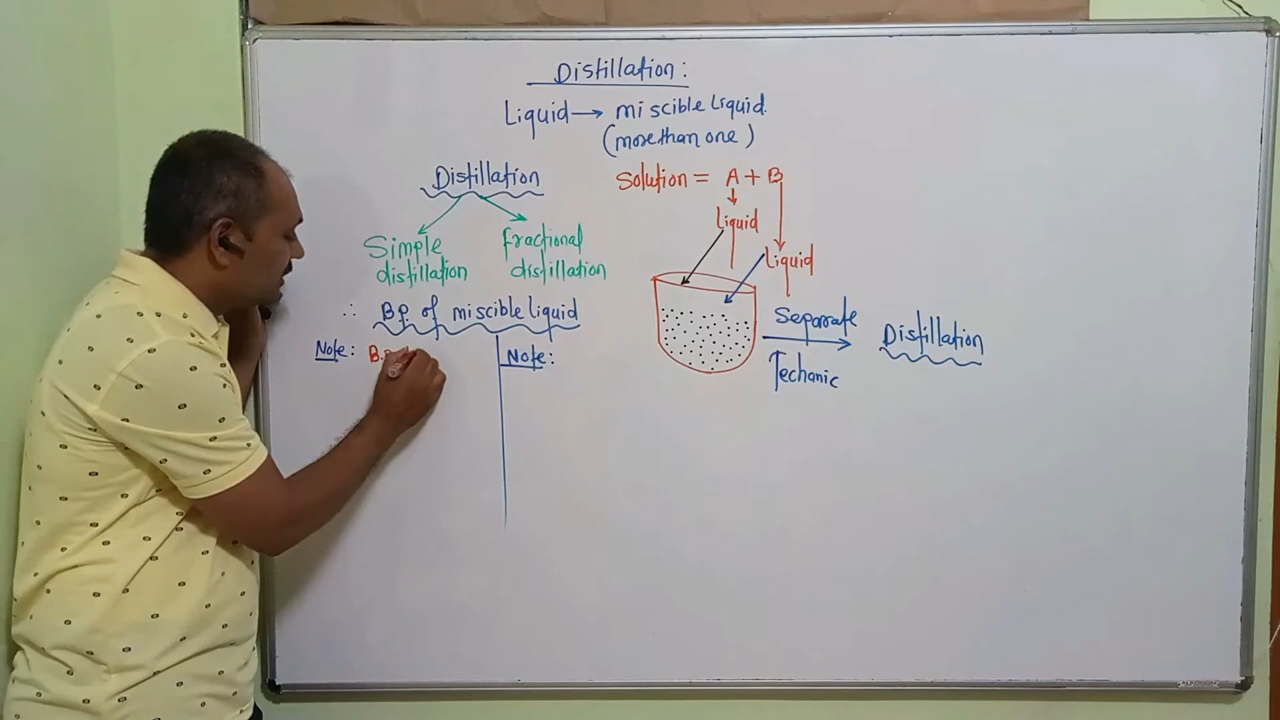 Distillation:
Liquid → miscible Liquid.
(more than one)
Distillation
Simple distillation
fractional distillation
∴ B.P. of miscible liquid
Note: B.P
Note:
Solution = A + B
Liquid
Liquid
Separate
Techanic
Distillation